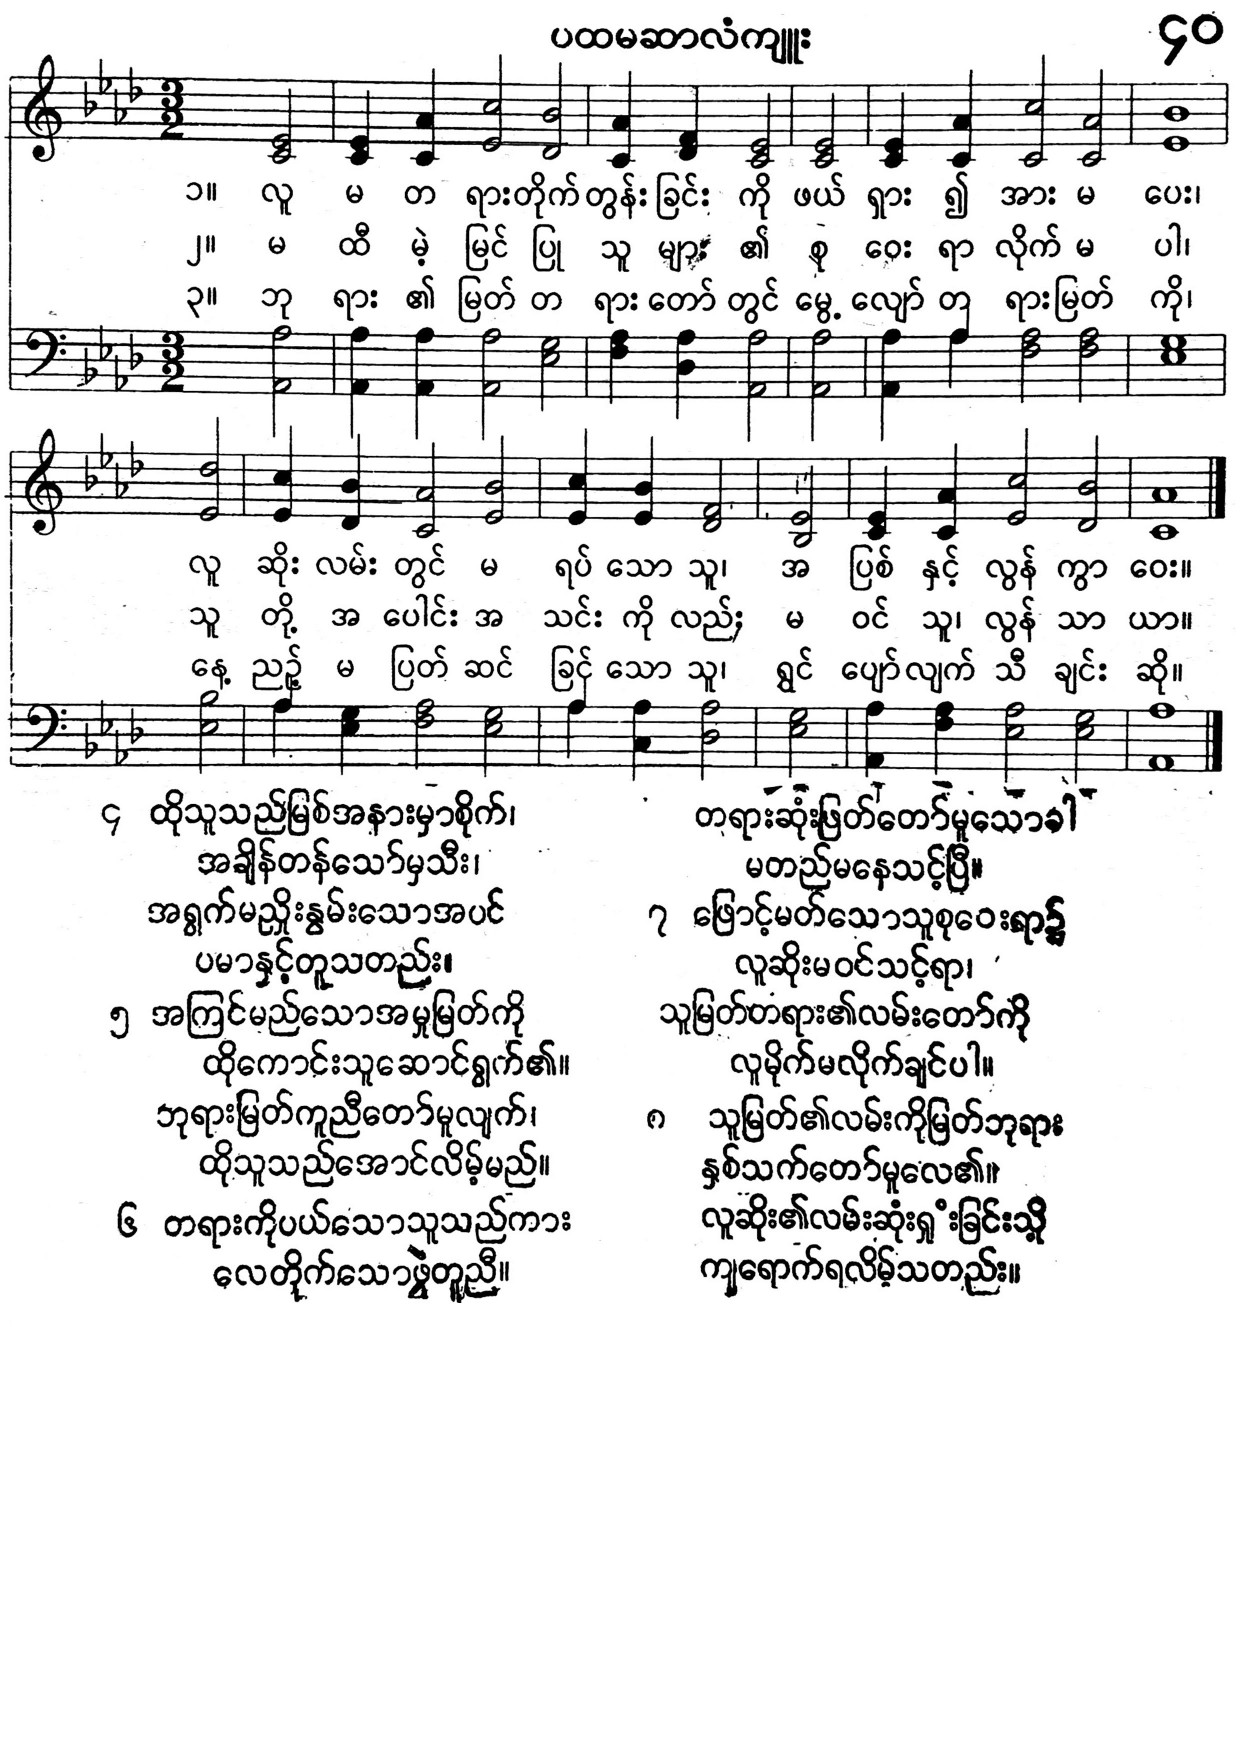 ပထမဆာလံကျူး ၄၀
၁။ လူ မ တ ရား တိုက် တွန်း ခြင်း ကို ဖယ် ရှား ၍ အား မ ပေး၊
၂။ မ ထီ မဲ့ မြင် ပြု သူ များ ၏ စု ဝေး ရာ လိုက် မ ပါ၊
၃။ ဘု ရား ၏ မြတ် တ ရား တော် တွင် မွေ့ လျော် တ ရား မြတ် ကို၊
လူ ဆိုး လမ်း တွင် မ ရပ် သော သူ၊ အ ပြစ် နှင့် လွန် ကွာ ဝေး။
သူ တို့ အ ပေါင်း အ သင်း ကို လည်း မ ဝင် သူ၊ လွန် သာ ယာ။
နေ့ ညဉ့် မ ပြတ် ဆင် ခြင် သော သူ၊ ရွှင် ပျော် လျက် သီ ချင်း ဆို။
၄ ထိုသူသည်မြစ်အနားမှာစိုက်၊
အချိန်တန်သော်မှသီး၊
အရွက်မညှိုးနွမ်းသောအပင်
ပမာနှင့်တူသတည်း။
၅ အကြင်မည်သောအမှုမြတ်ကို
ထိုကောင်းသူဆောင်ရွက်၏။
ဘုရားမြတ်ကူညီတော်မူလျက်၊
ထိုသူသည်အောင်လိမ့်မည်။
၆ တရားကိုပယ်သောသူသည်ကား
လေတိုက်သောဖွဲတူညီ။
တရားဆုံးဖြတ်တော်မူသောခါ
မတည်မနေသင့်ပြီ။
၇ ဖြောင့်မတ်သောသူစုဝေးရာ၌
လူဆိုးမဝင်သင့်ရာ၊
သူမြတ်တရား၏လမ်းတော်ကို
လူမိုက်မလိုက်ချင်ပါ။
၈ သူမြတ်၏လမ်းကိုမြတ်ဘုရား
နှစ်သက်တော်မူလေ၏။
လူဆိုး၏လမ်းဆုံးရှုံးခြင်းသို့
ကျရောက်ရလိမ့်သတည်း။